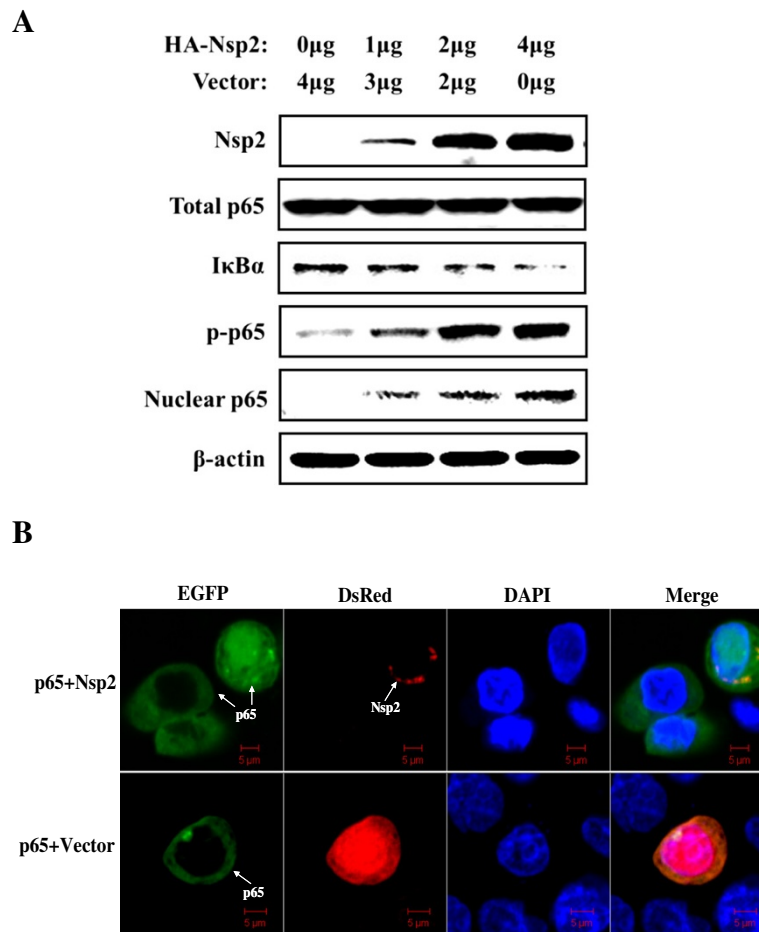 A
HA-Nsp2: 0μg 1μg 2μg 4μg
Vector: 4μg 3μg 2μg 0μg
Nsp2
Total p65
IκBα
p-p65
Nuclear p65
β-actin
B
EGFP DsRed DAPI Merge
p65+Nsp2
p65
Nsp2
5 μm 5 μm 5 μm 5 μm
p65+Vector
p65
5 μm 5 μm 5 μm 5 μm